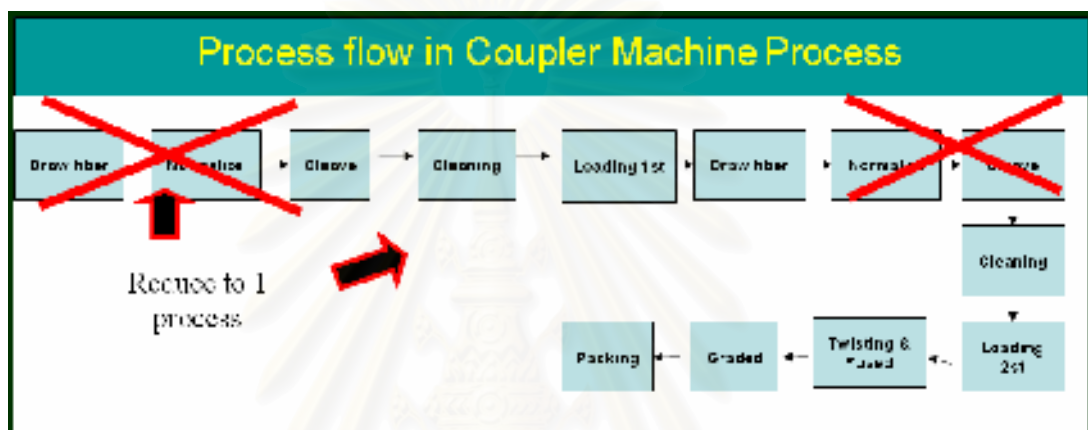 Process flow in Coupler Machine Process
Draw fiber
Cleave
Cleaning
Loading 1st
Draw fiber
Cleaning
Loading
2st
Twisting &
Fused
Graded
Packing
Reduce to 1
process